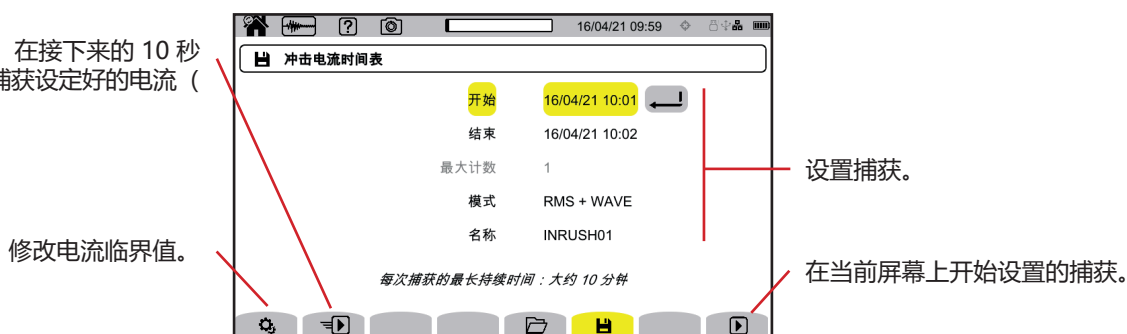 16/04/21 09:59
在接下来的 10 秒
捕获设定好的电流（
冲击电流时间表
开始 16/04/21 10:01
结束 16/04/21 10:02
最大计数 1
模式 RMS + WAVE
名称 INRUSH01
设置捕获。
修改电流临界值。
每次捕获的最长持续时间：大约 10 分钟
在当前屏幕上开始设置的捕获。